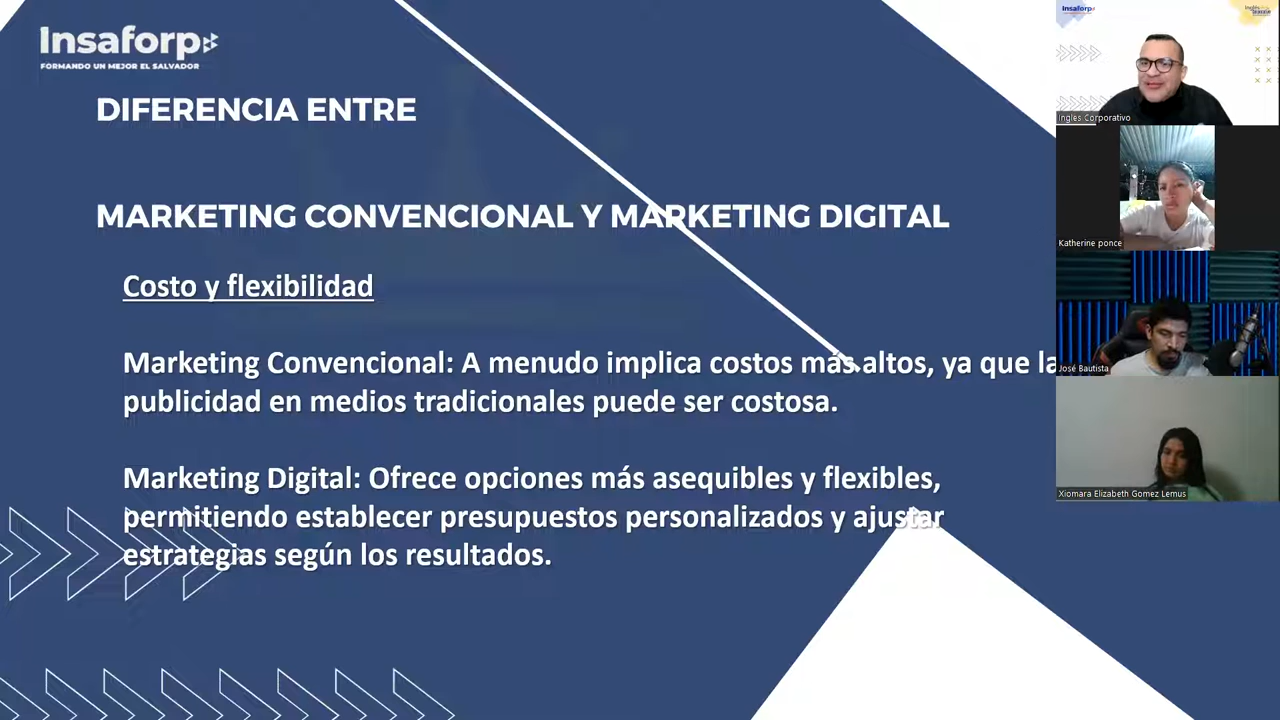 Insaforp
FORMANDO UN MEJOR EL SALVADOR
DIFERENCIA ENTRE
MARKETING CONVENCIONAL Y MARKETING DIGITAL
Costo y flexibilidad
Marketing Convencional: A menudo implica costos más altos, ya que la
publicidad en medios tradicionales puede ser costosa.
Marketing Digital: Ofrece opciones más asequibles y flexibles,
permitiendo establecer presupuestos personalizados y ajustar
estrategias según los resultados.
Insaforp
Ingles Corporativo
Katherine ponce
José Bautista
Xiomara Elizabeth Gomez Lemus